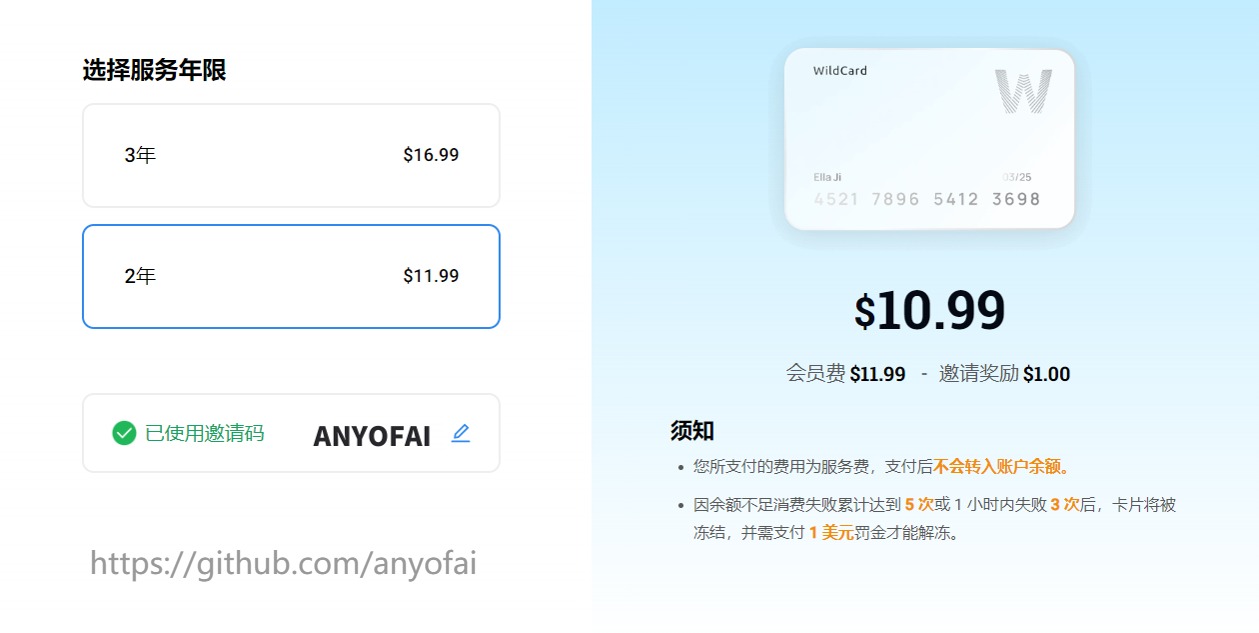 选择服务年限
3年 $16.99
2年 $11.99
已使用邀请码 ANYOFAI
https://github.com/anyofai
WildCard
W
Ella Ji 03/25
4521 7896 5412 3698
$10.99
会员费 $11.99 - 邀请奖励 $1.00
须知
• 您所支付的费用为服务费，支付后不会转入账户余额。
• 因余额不足消费失败累计达到 5 次或 1 小时内失败 3 次后，卡片将被
冻结，并需支付 1 美元罚金才能解冻。